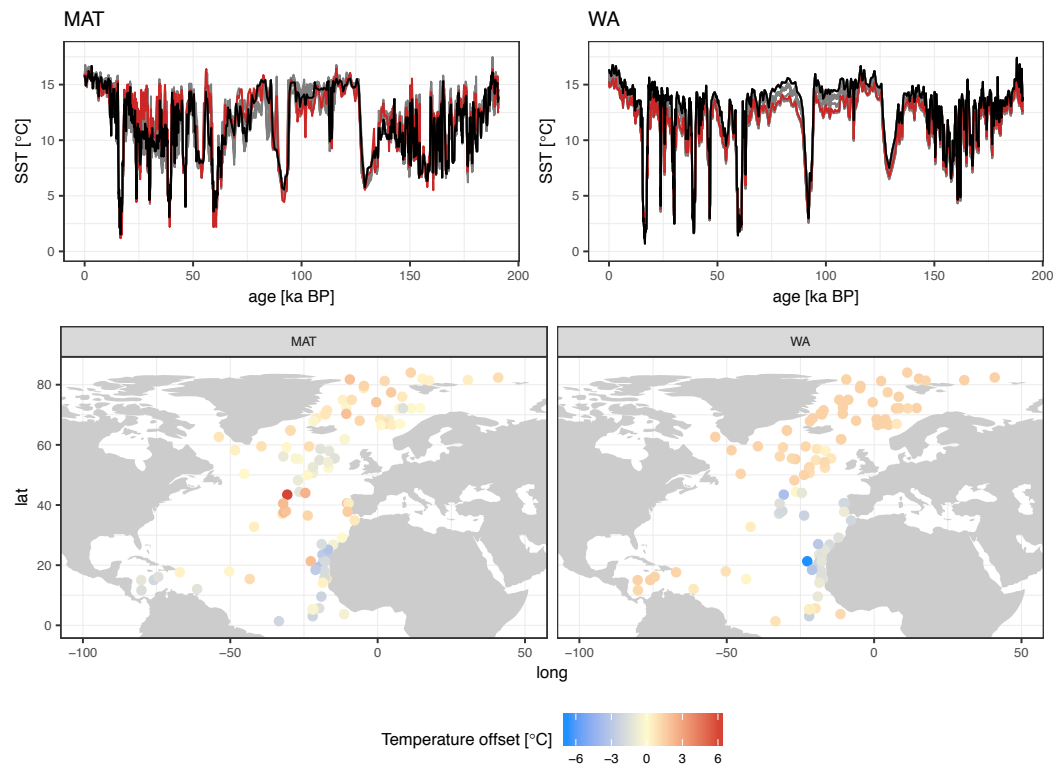 MAT WA
SST [°C] SST [°C]
15 15
10 10
5 5
0 0
0 50 100 150 200 0 50 100 150 200
age [ka BP] age [ka BP]
MAT WA
lat
80
60
40
20
0
−100 −50 0 50 −100 −50 0 50
long
Temperature offset [°C]
−6 −3 0 3 6